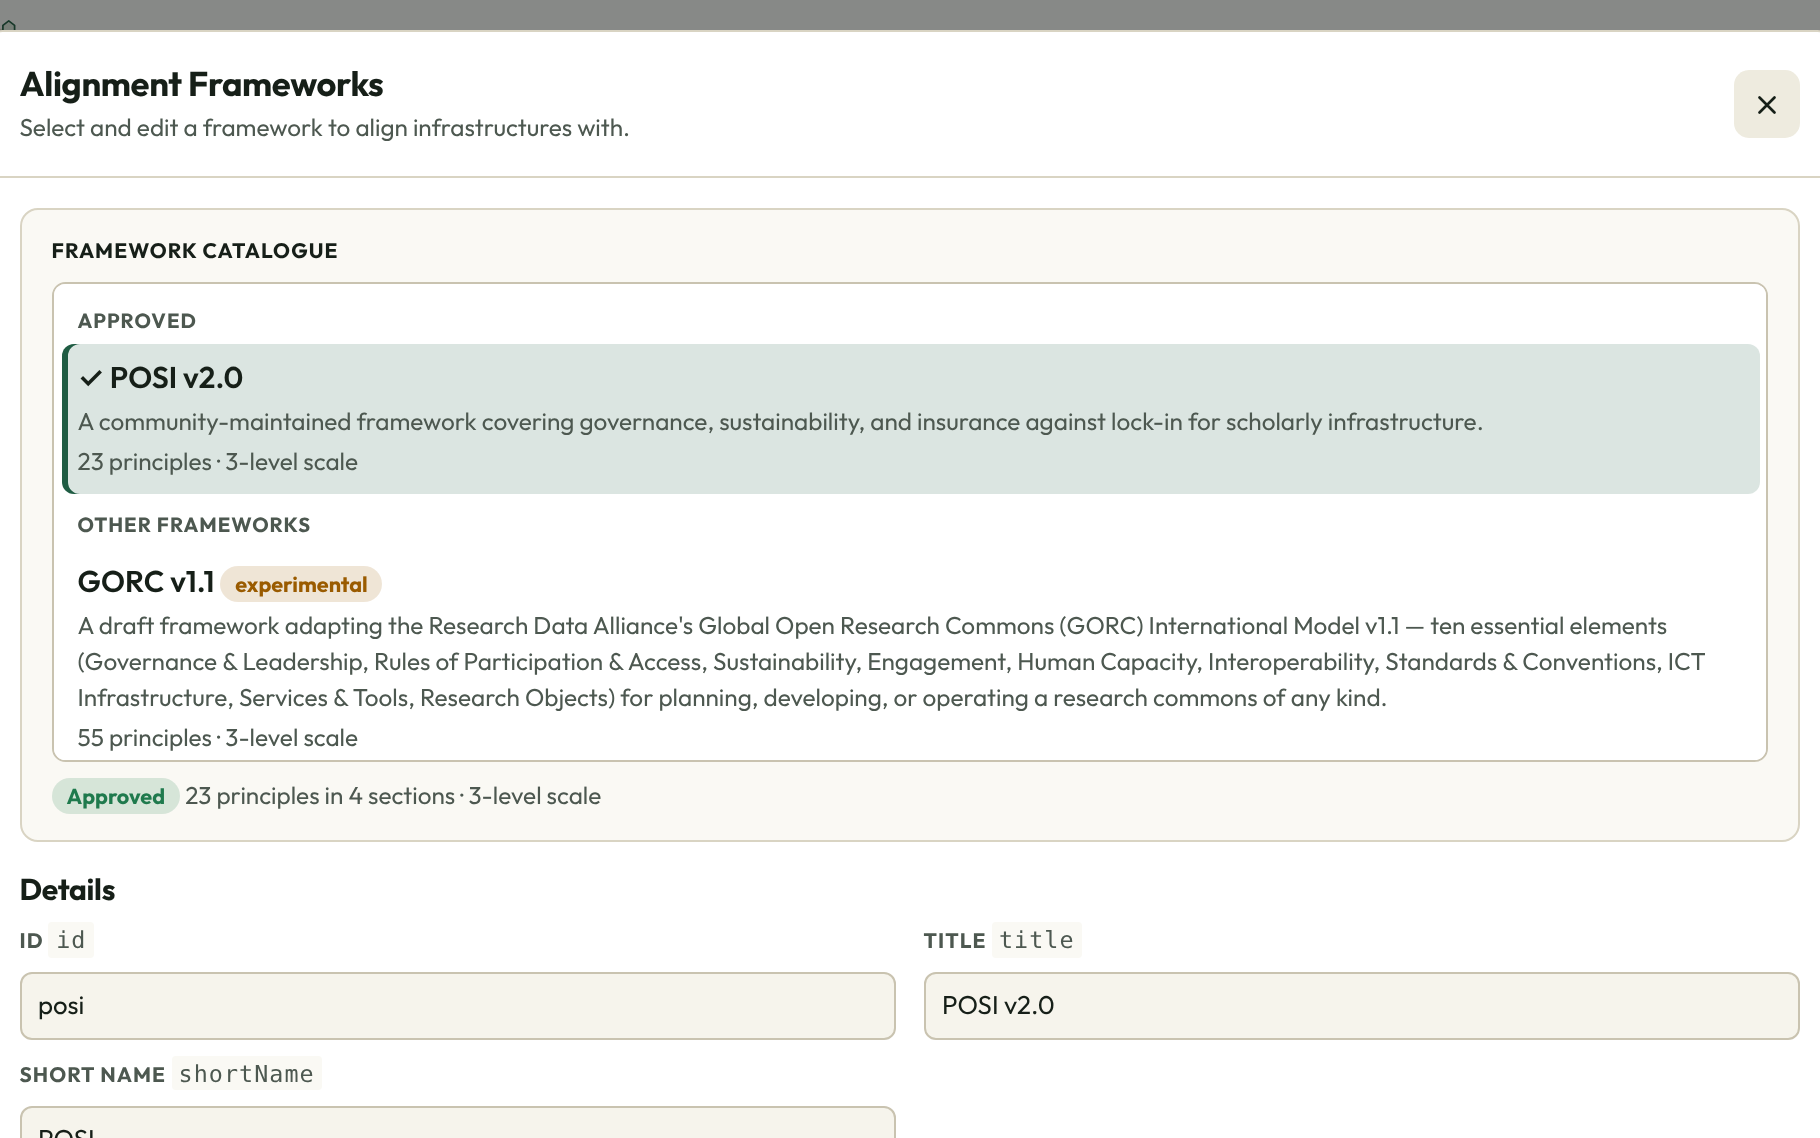 Alignment Frameworks
Select and edit a framework to align infrastructures with.
FRAMEWORK CATALOGUE
APPROVED
✓ POSI v2.0
A community-maintained framework covering governance, sustainability, and insurance against lock-in for scholarly infrastructure.
23 principles · 3-level scale
OTHER FRAMEWORKS
GORC v1.1 experimental
A draft framework adapting the Research Data Alliance's Global Open Research Commons (GORC) International Model v1.1 — ten essential elements
(Governance & Leadership, Rules of Participation & Access, Sustainability, Engagement, Human Capacity, Interoperability, Standards & Conventions, ICT
Infrastructure, Services & Tools, Research Objects) for planning, developing, or operating a research commons of any kind.
55 principles · 3-level scale
Approved 23 principles in 4 sections · 3-level scale
Details
ID id
TITLE title
posi
POSI v2.0
SHORT NAME shortName
POSI